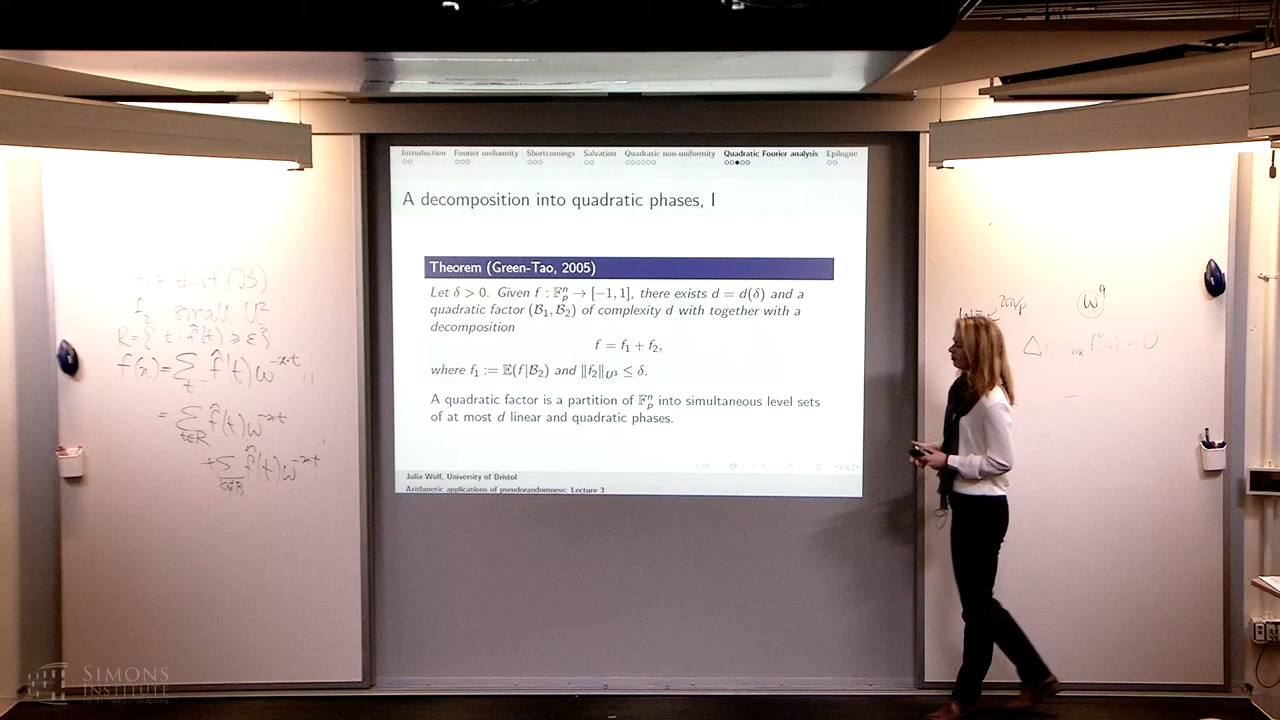 Introduction Fourier uniformity Shortcomings Salvation Quadratic non-uniformity Quadratic Fourier analysis Epilogue
A decomposition into quadratic phases, I
Theorem (Green-Tao, 2005)
Let δ > 0. Given f : 𝔽ₚⁿ → [−1, 1], there exists d = d(δ) and a
quadratic factor (ℬ₁, ℬ₂) of complexity d with together with a
decomposition
f = f₁ + f₂,
where f₁ := 𝔼(f|ℬ₂) and ‖f₂‖_U³ ≤ δ.
A quadratic factor is a partition of 𝔽ₚⁿ into simultaneous level sets
of at most d linear and quadratic phases.
Julia Wolf, University of Bristol
Arithmetic applications of pseudorandomness: Lecture 3
f₂ small U²
R = { t : f̂(t) ≥ ε}
f(x) = Σ_t f̂(t) ω^{-x·t}
= Σ_{t∈R} f̂(t) ω^{-x·t}
+ Σ_{t∉R} f̂(t) ω^{-x·t}
ω^q
SIMONS
INSTITUTE